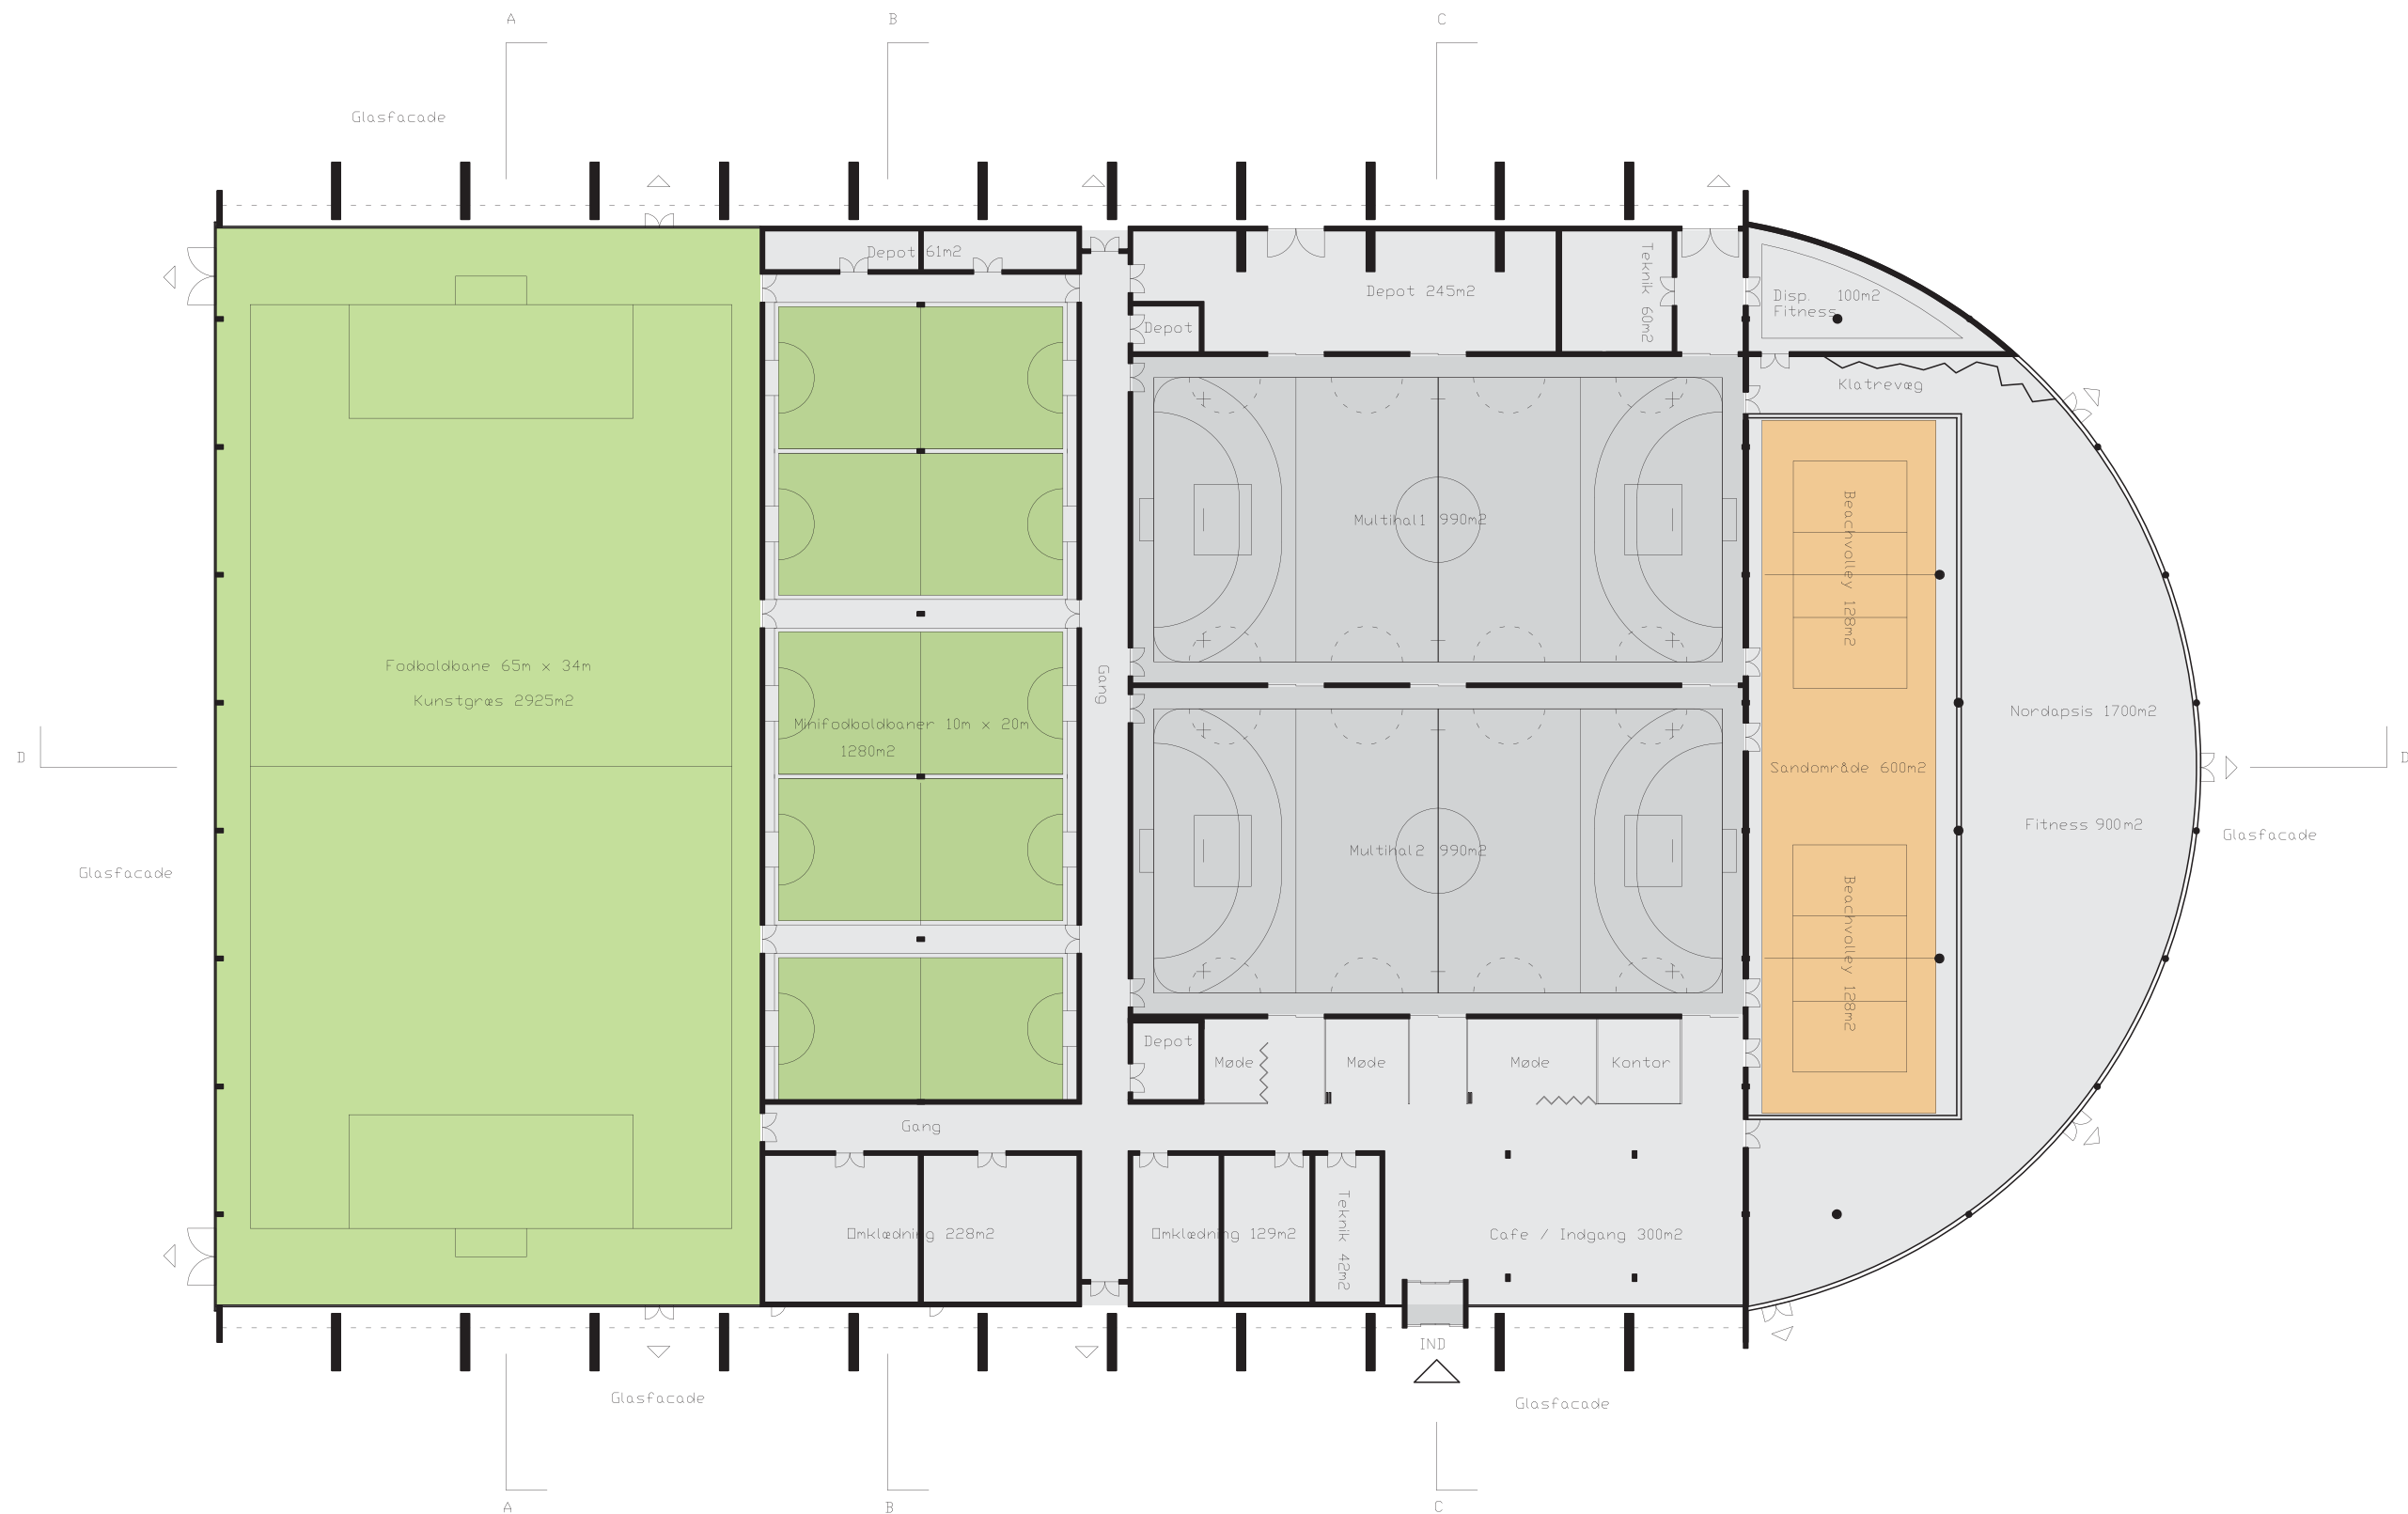 A
B
C
Glasfacade
Depot 61m2
Depot 245m2
Teknik 60m2
Disp. 100m2
Fitness
Depot
Klatrevæg
Multihal1 990m2
Beachvolley 128m2
Fodboldbane 65m x 34m
Kunstgræs 2925m2
Gang
Minifodboldbaner 10m x 20m
1280m2
Nordapsis 1700m2
D
D
Sandområde 600m2
Fitness 900m2
Glasfacade
Glasfacade
Multihal2 990m2
Beachvolley 128m2
Depot
Møde
Møde
Møde
Kontor
Gang
Omklædning 228m2
Omklædning 129m2
Teknik 42m2
Cafe / Indgang 300m2
IND
Glasfacade
Glasfacade
A
B
C